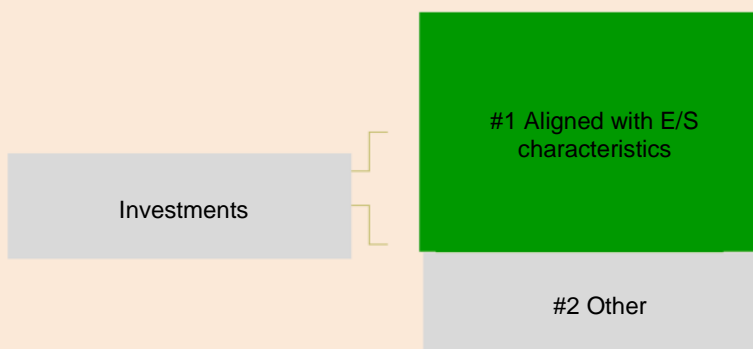 #1 Aligned with E/S
characteristics
Investments
#2 Other